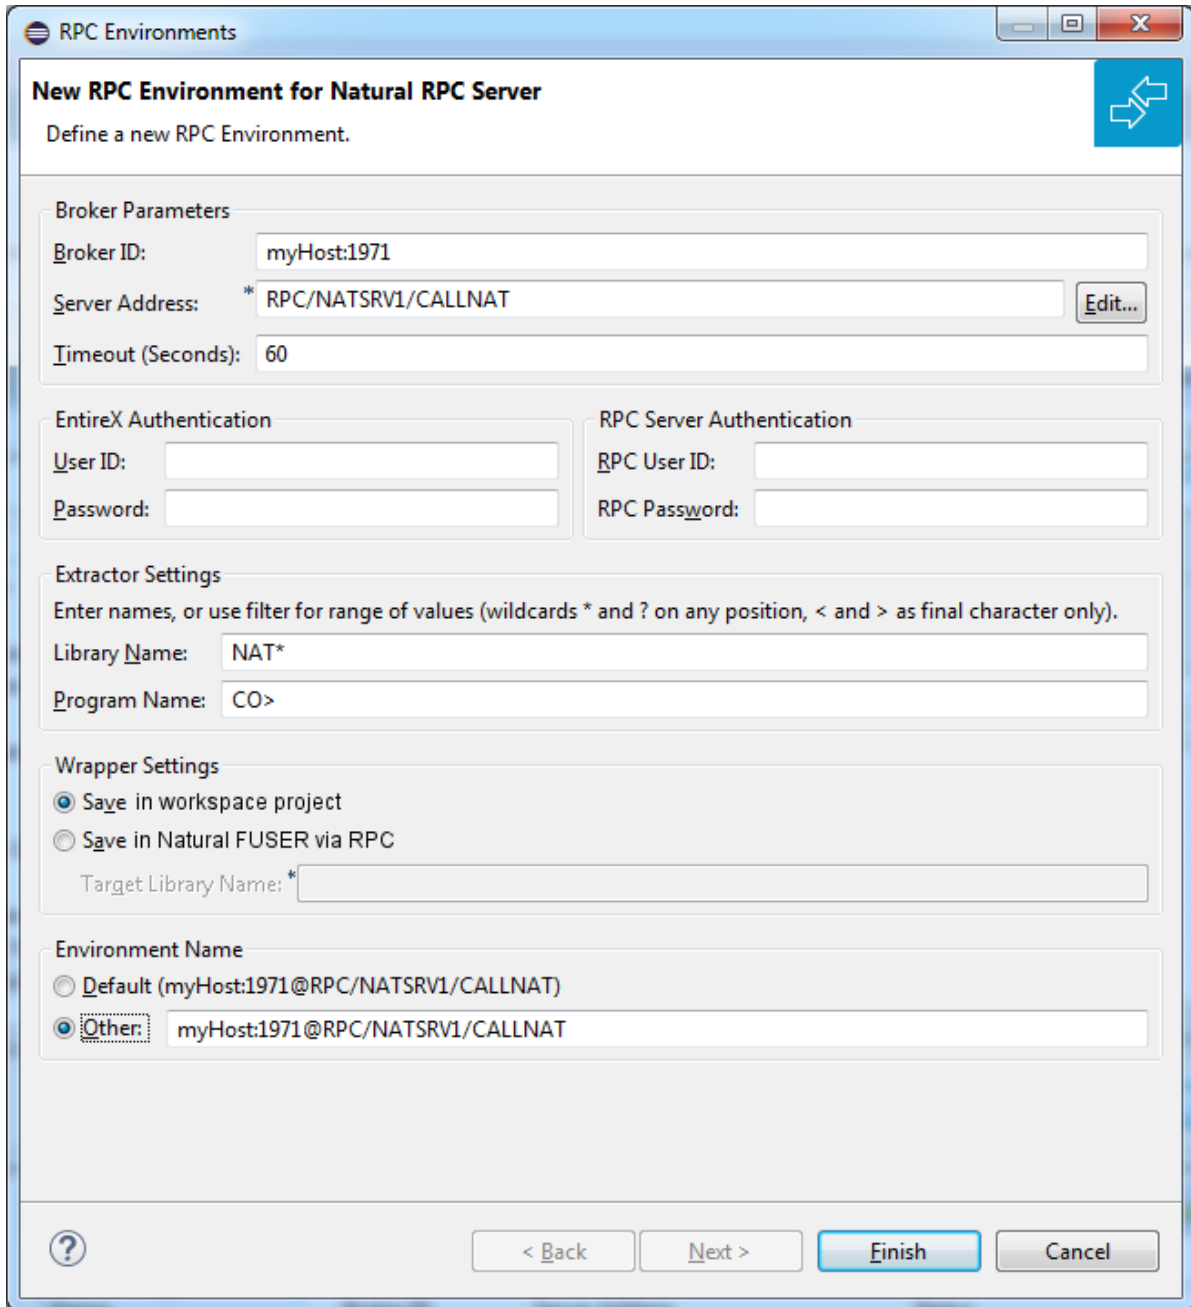 RPC Environments
New RPC Environment for Natural RPC Server
Define a new RPC Environment.
Broker Parameters
Broker ID: myHost:1971
Server Address: * RPC/NATSRV1/CALLNAT Edit...
Timeout (Seconds): 60
EntireX Authentication
User ID:
Password:
RPC Server Authentication
RPC User ID:
RPC Password:
Extractor Settings
Enter names, or use filter for range of values (wildcards * and ? on any position, < and > as final character only).
Library Name: NAT*
Program Name: CO>
Wrapper Settings
Save in workspace project
Save in Natural FUSER via RPC
Target Library Name: *
Environment Name
Default (myHost:1971@RPC/NATSRV1/CALLNAT)
Other: myHost:1971@RPC/NATSRV1/CALLNAT
? < Back Next > Finish Cancel